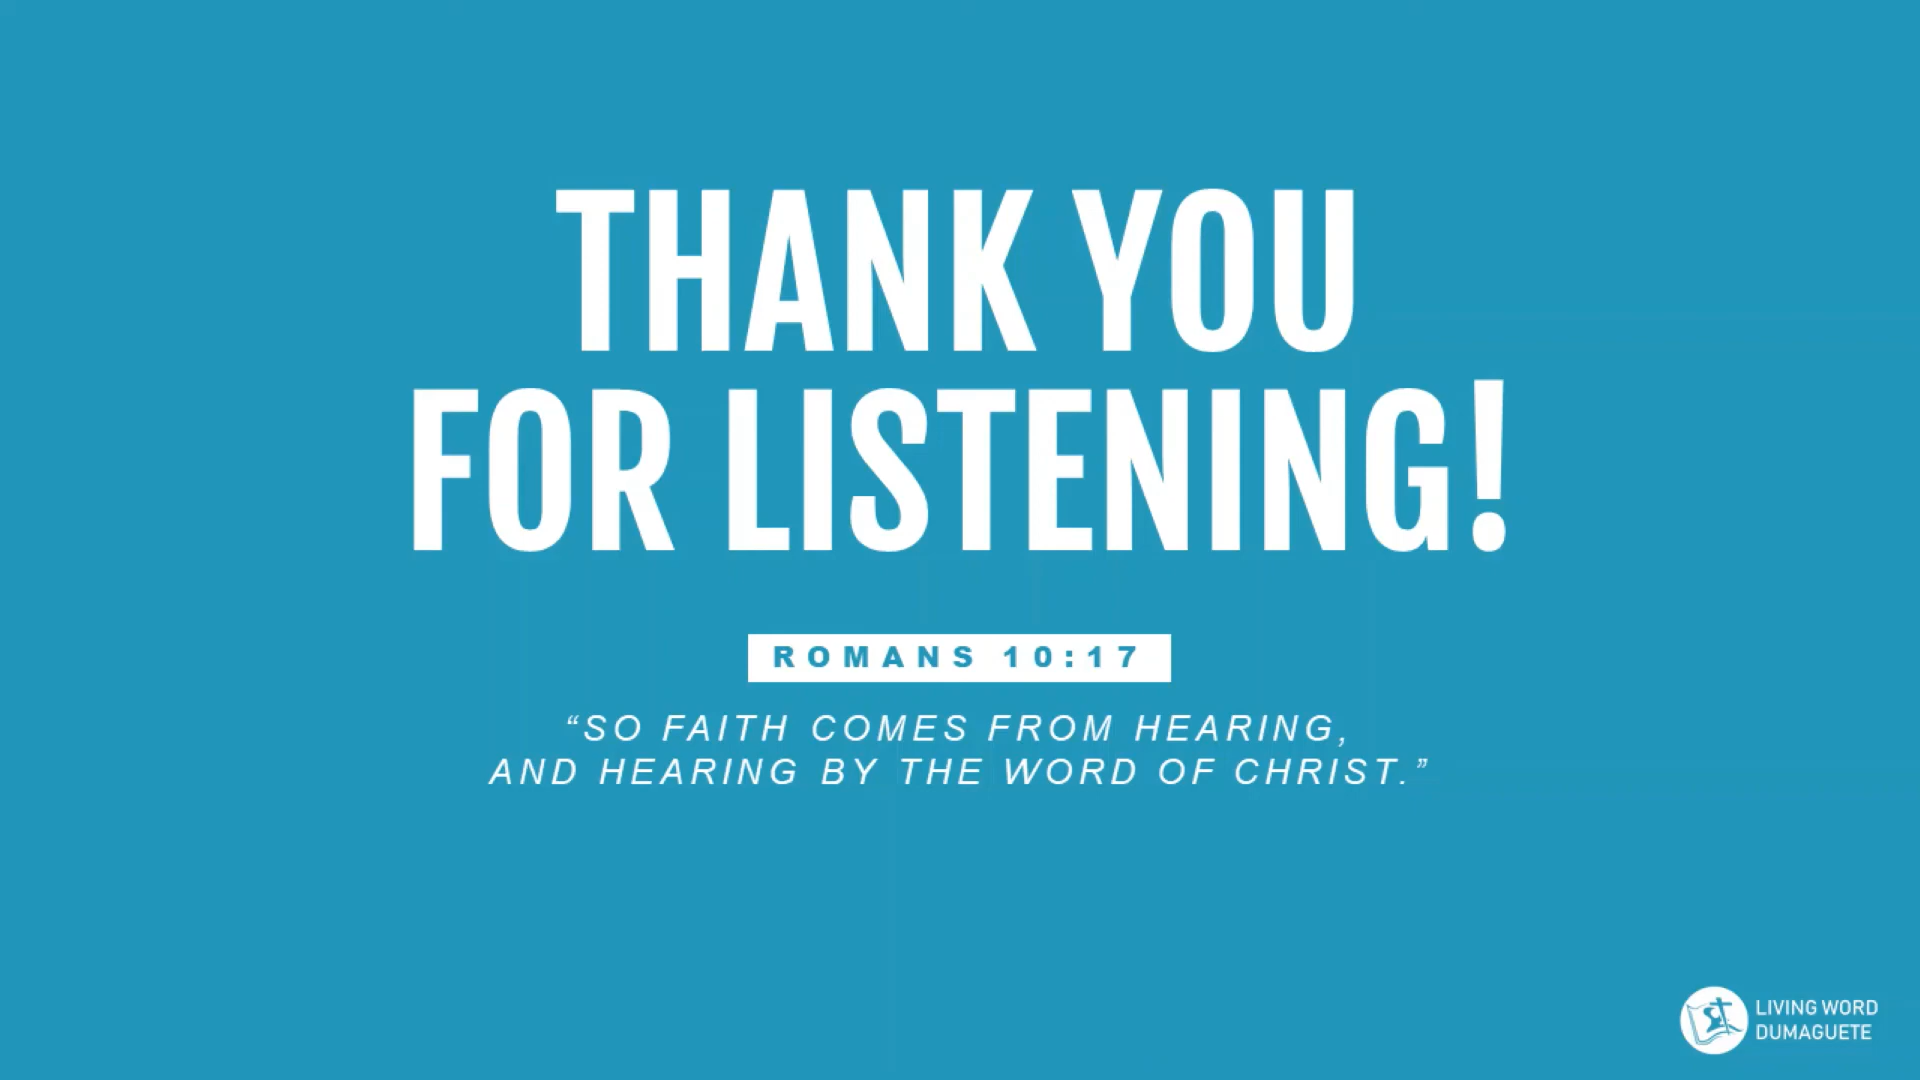 THANK YOU
FOR LISTENING!
ROMANS 10:17
“SO FAITH COMES FROM HEARING,
AND HEARING BY THE WORD OF CHRIST.”
LIVING WORD
DUMAGUETE